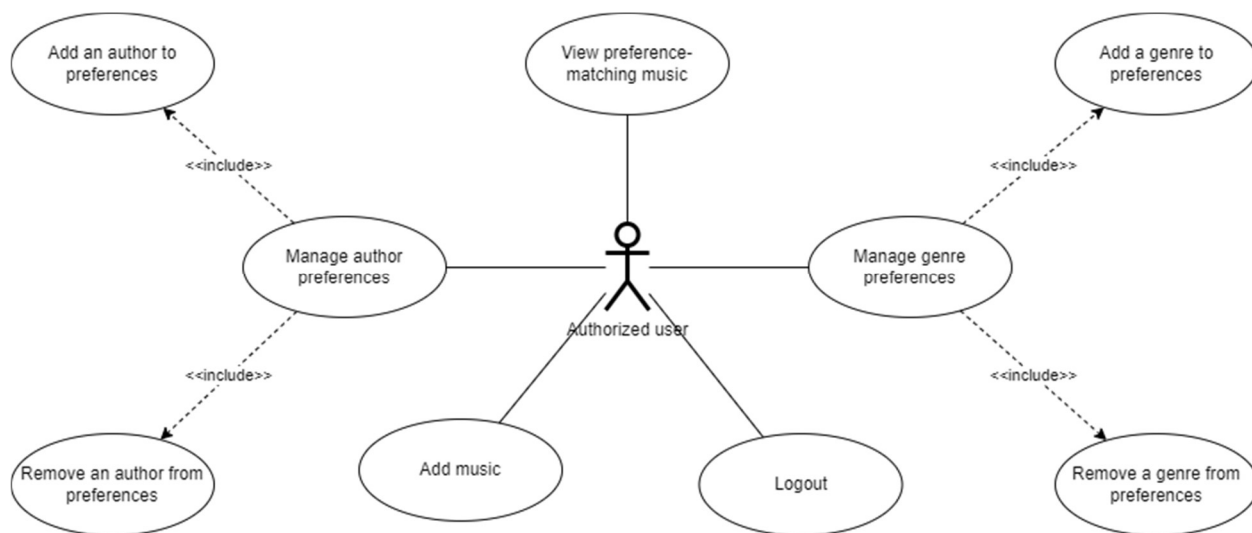 Add an author to
preferences
View preference-
matching music
Add a genre to
preferences
<<include>>
<<include>>
Manage author
preferences
Manage genre
preferences
Authorized user
<<include>>
<<include>>
Add music
Logout
Remove an author from
preferences
Remove a genre from
preferences